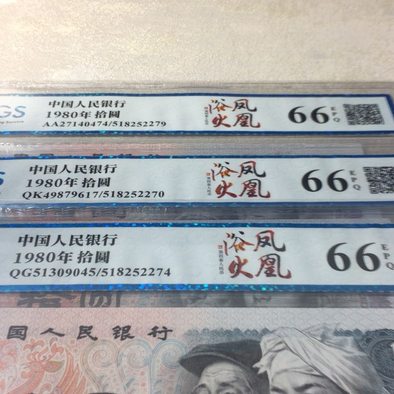 GS
中国人民银行
1980年 拾圓
AA27140474/518252279
浴火凤凰
66 EPQ
中国人民银行
1980年 拾圓
QK49879617/518252270
浴火凤凰
66 EPQ
中国人民银行
1980年 拾圓
QG51309045/518252274
浴火凤凰
66 EPQ
国人民银行